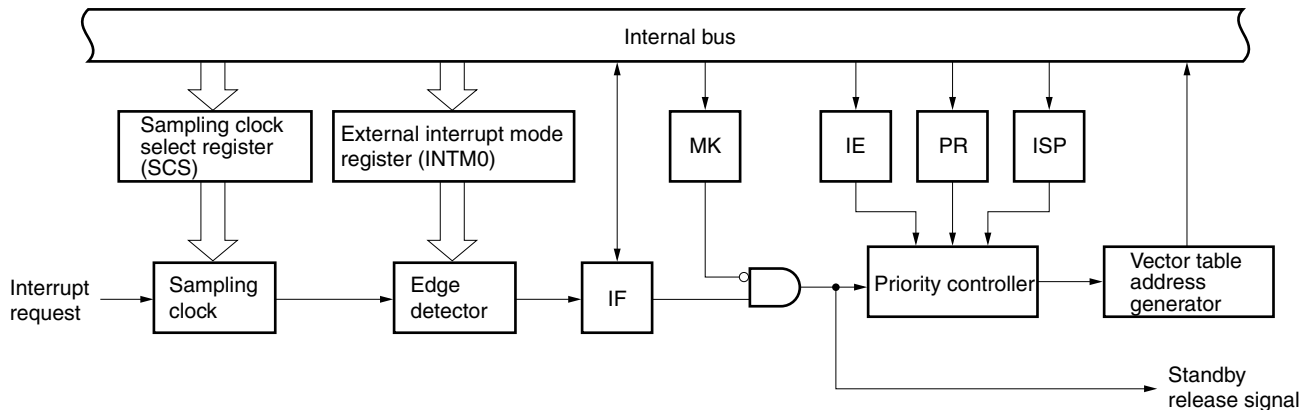 Internal bus
Sampling clock
select register
(SCS)
External interrupt mode
register (INTM0)
MK
IE
PR
ISP
Interrupt
request
Sampling
clock
Edge
detector
IF
Priority controller
Vector table
address
generator
Standby
release signal